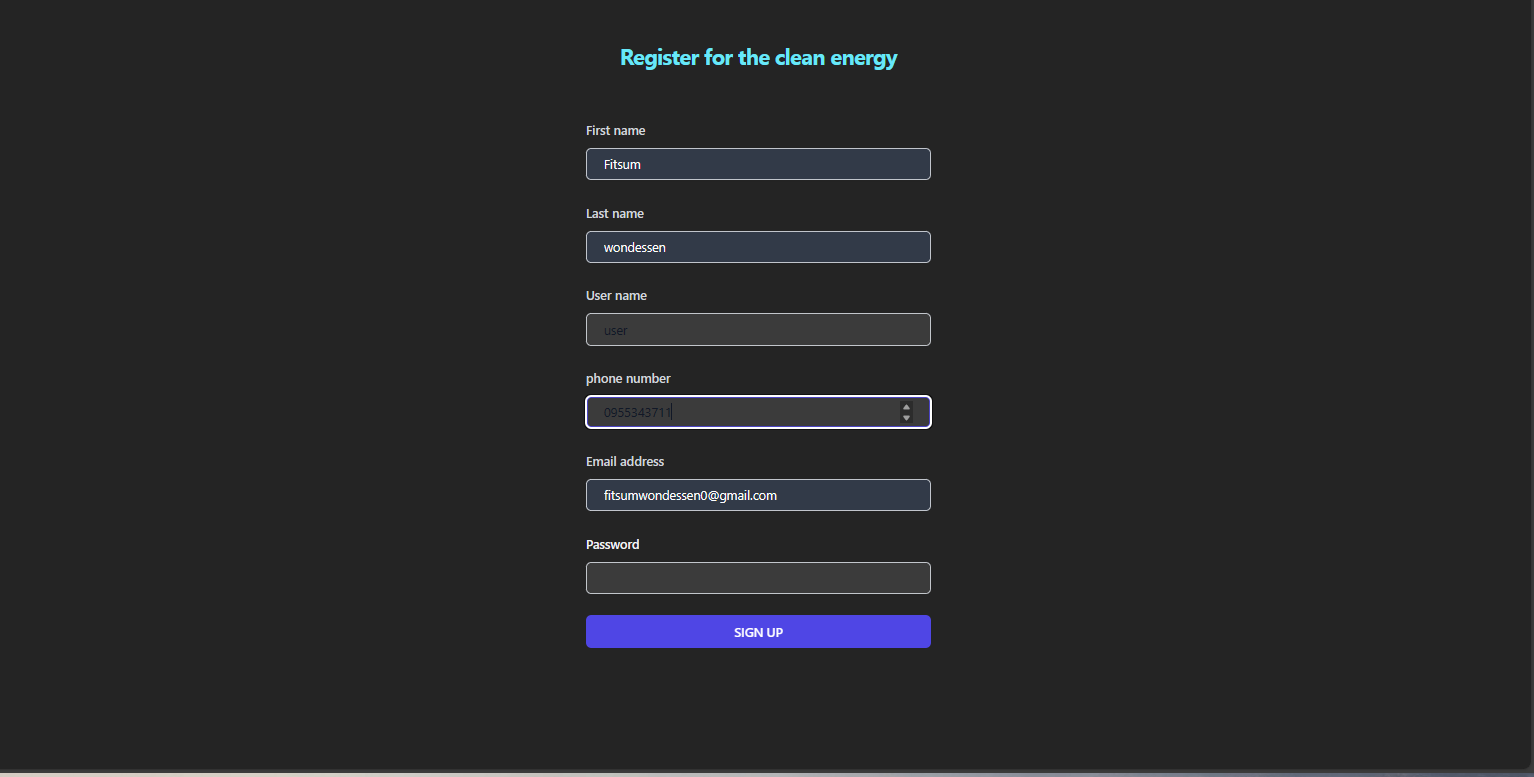 Register for the clean energy
First name
Fitsum
Last name
wondessen
User name
user
phone number
0955343711
Email address
fitsumwondessen0@gmail.com
Password
SIGN UP